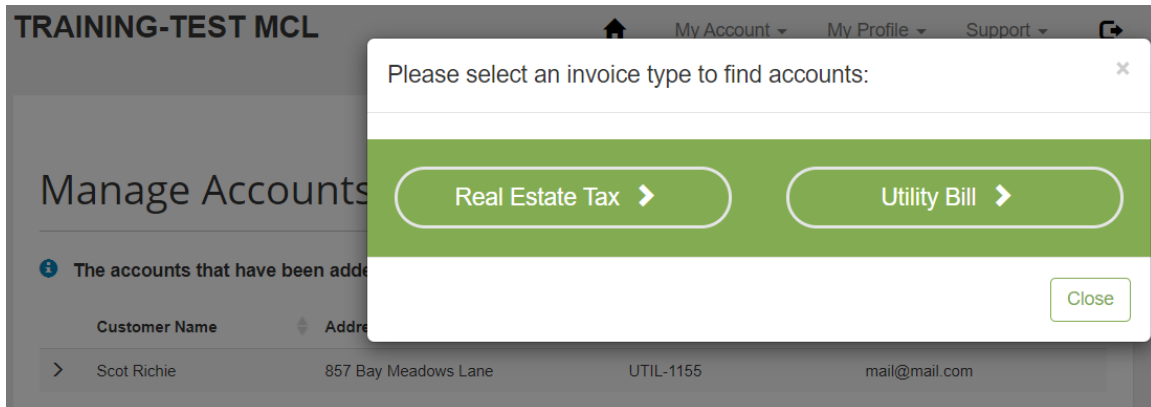 TRAINING-TEST MCL
My Account
My Profile
Support
Please select an invoice type to find accounts:
×
Real Estate Tax
Utility Bill
Close
Manage Accounts
The accounts that have been adde
Customer Name
Addre
Scot Richie
857 Bay Meadows Lane
UTIL-1155
mail@mail.com